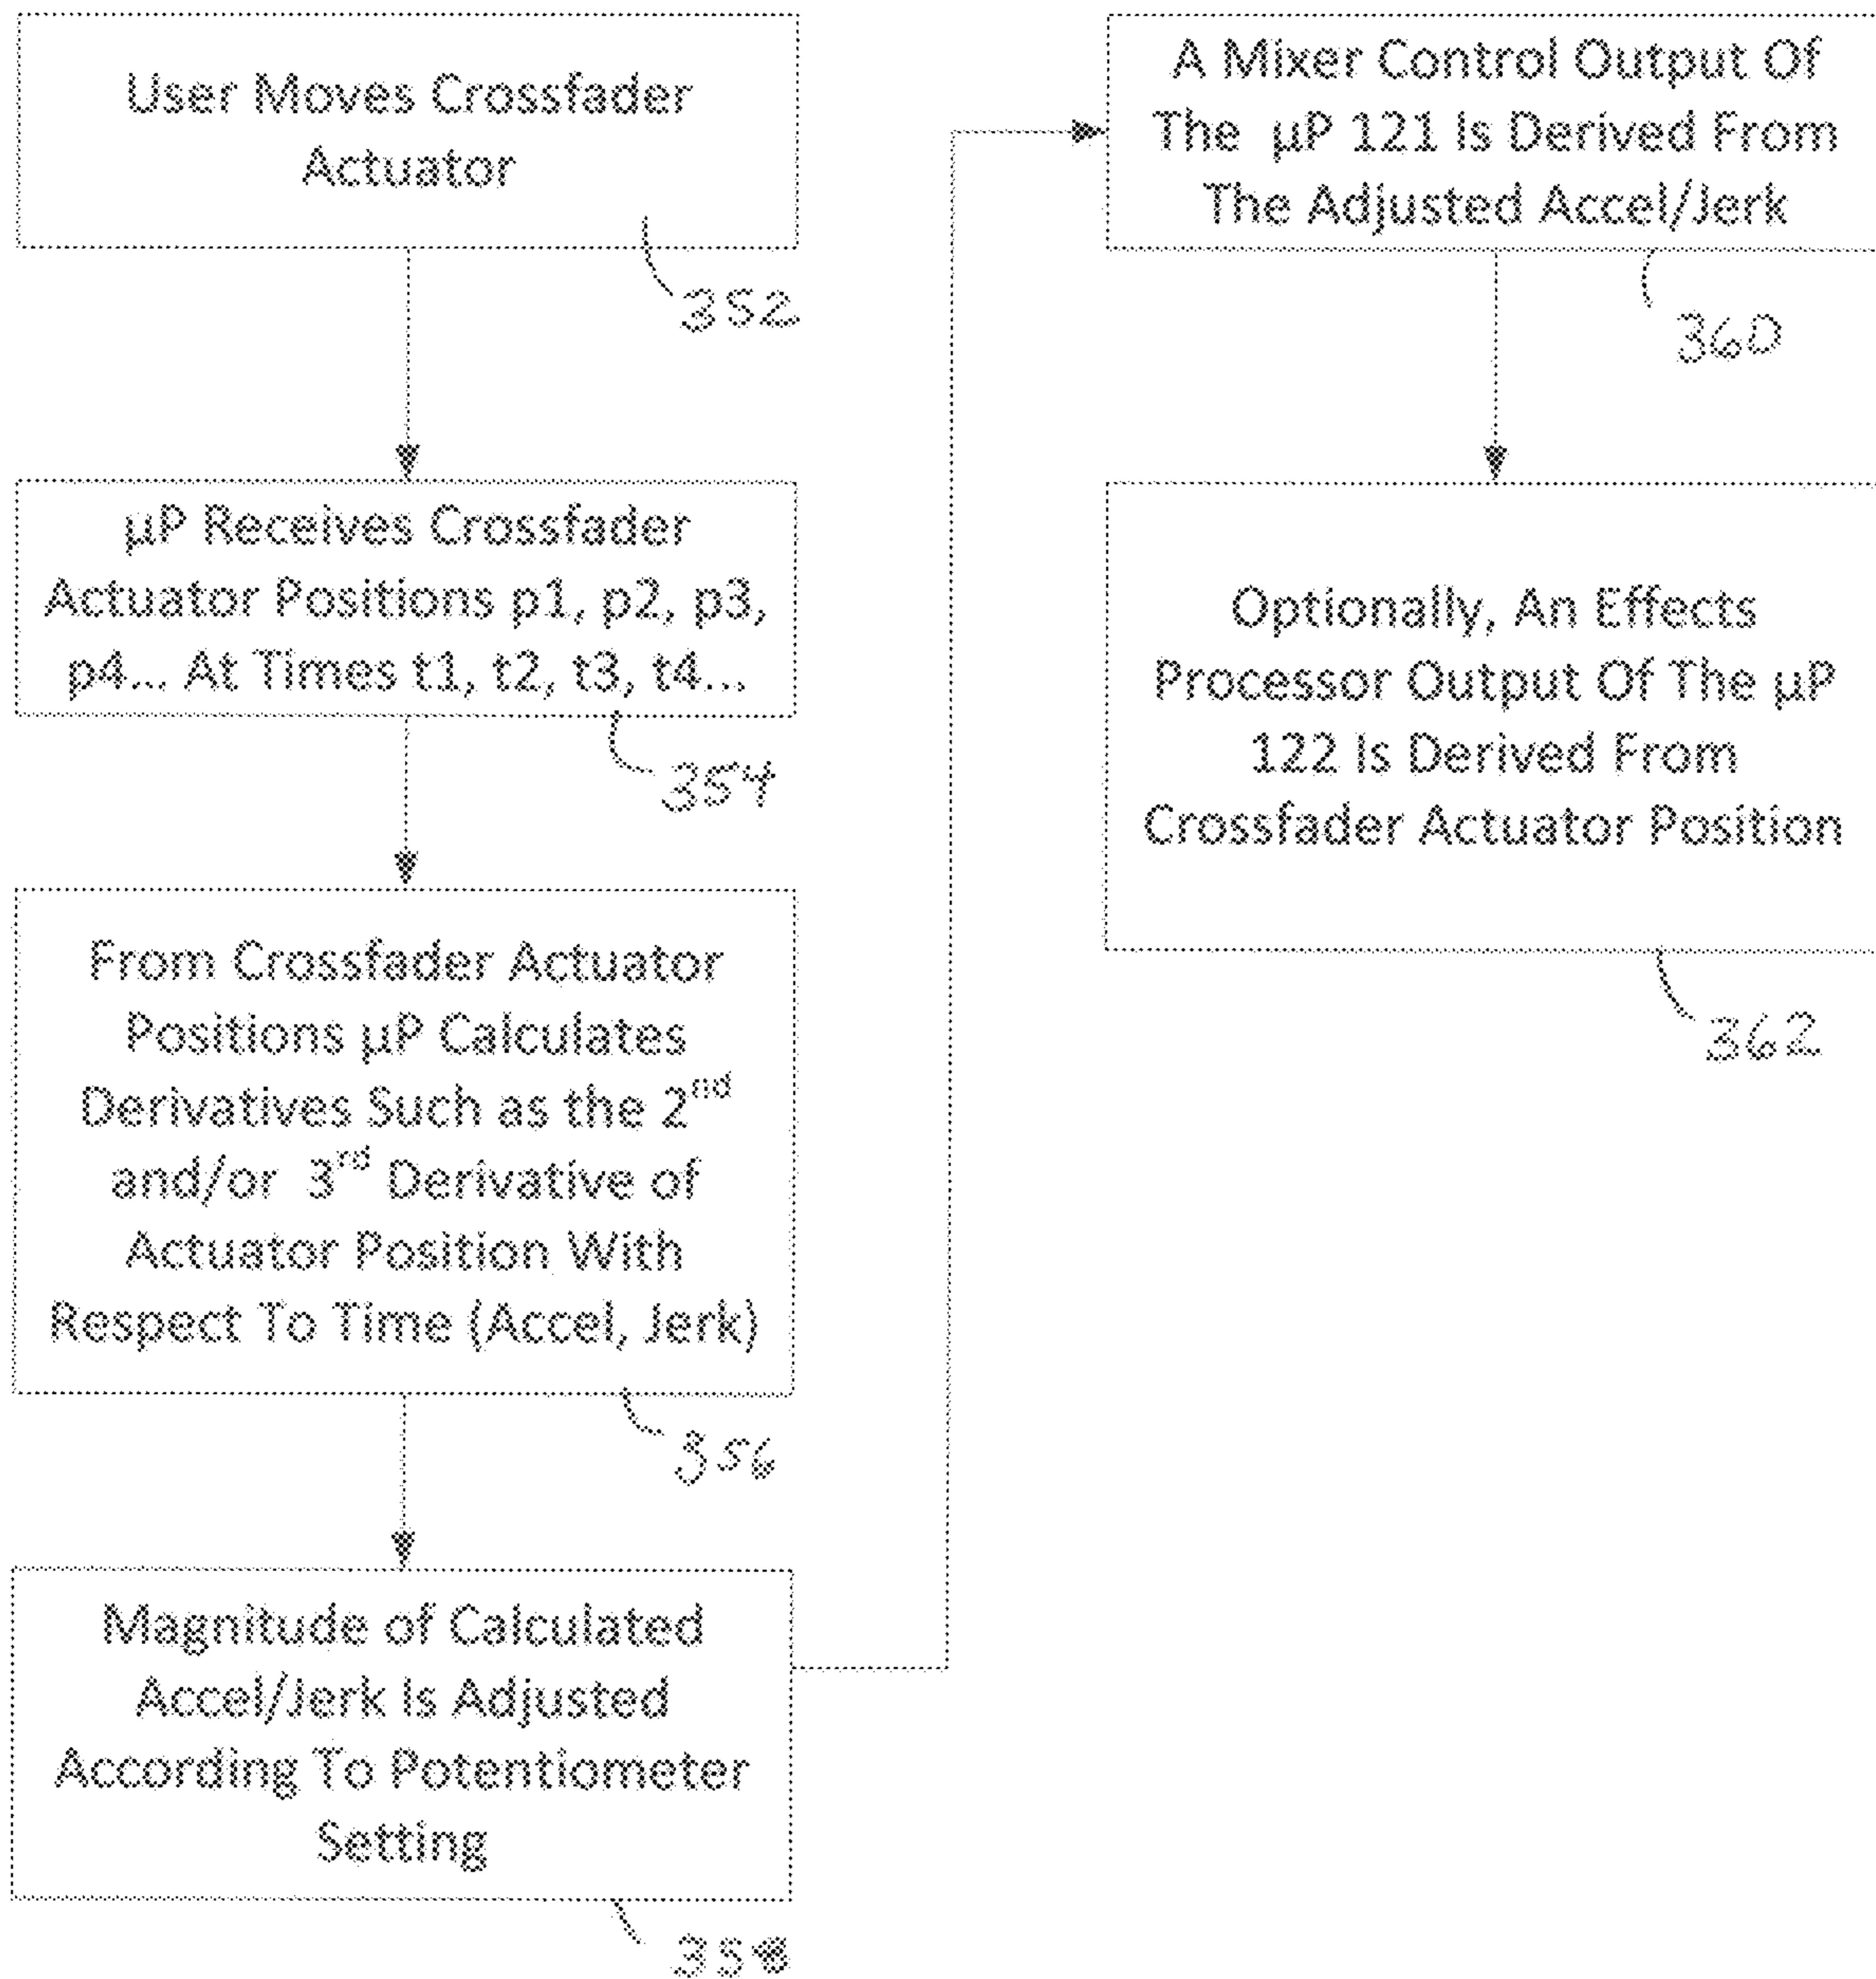 User Moves Crossfader
Actuator
352
µP Receives Crossfader
Actuator Positions p1, p2, p3,
p4... At Times t1, t2, t3, t4...
354
From Crossfader Actuator
Positions µP Calculates
Derivatives Such as the 2nd
and/or 3rd Derivative of
Actuator Position With
Respect To Time (Accel, Jerk)
356
Magnitude of Calculated
Accel/Jerk Is Adjusted
According To Potentiometer
Setting
358
A Mixer Control Output Of
The µP 121 Is Derived From
The Adjusted Accel/Jerk
360
Optionally, An Effects
Processor Output Of The µP
122 Is Derived From
Crossfader Actuator Position
362